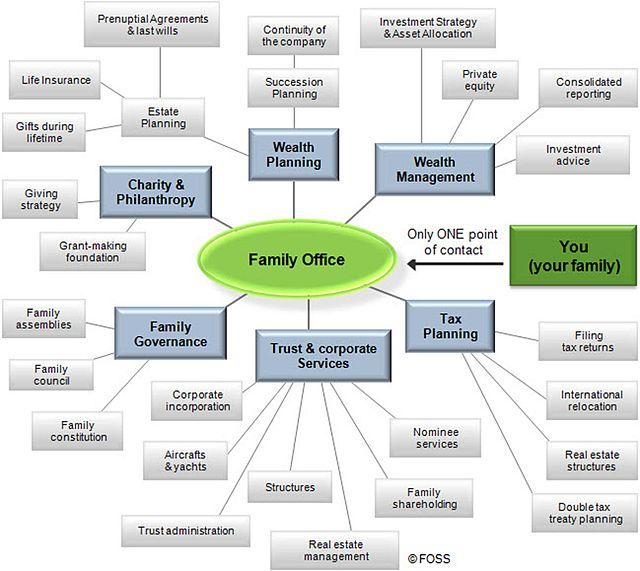 Prenuptial Agreements
& last wills
Continuity of
the company
Investment Strategy
& Asset Allocation
Life Insurance
Succession
Planning
Private
equity
Consolidated
reporting
Gifts during
lifetime
Estate
Planning
Wealth
Planning
Wealth
Management
Investment
advice
Giving
strategy
Charity &
Philanthropy
Grant-making
foundation
Family Office
Only ONE point
of contact
You
(your family)
Family
assemblies
Family
Governance
Trust & corporate
Services
Tax
Planning
Filing
tax returns
Family
council
Corporate
incorporation
International
relocation
Family
constitution
Aircrafts
& yachts
Nominee
services
Real estate
structures
Structures
Family
shareholding
Double tax
treaty planning
Trust administration
Real estate
management
© FOSS